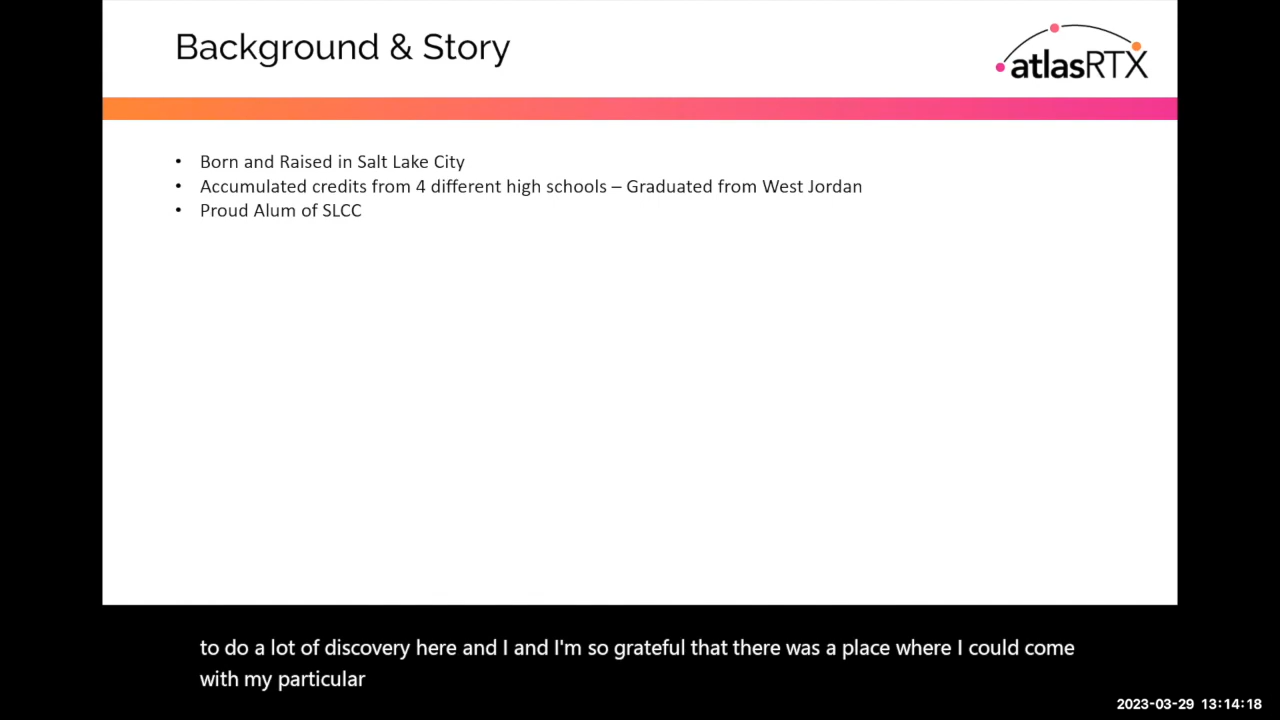 Background & Story
atlasRTX
• Born and Raised in Salt Lake City
• Accumulated credits from 4 different high schools – Graduated from West Jordan
• Proud Alum of SLCC
to do a lot of discovery here and I and I'm so grateful that there was a place where I could come
with my particular
2023-03-29 13:14:18